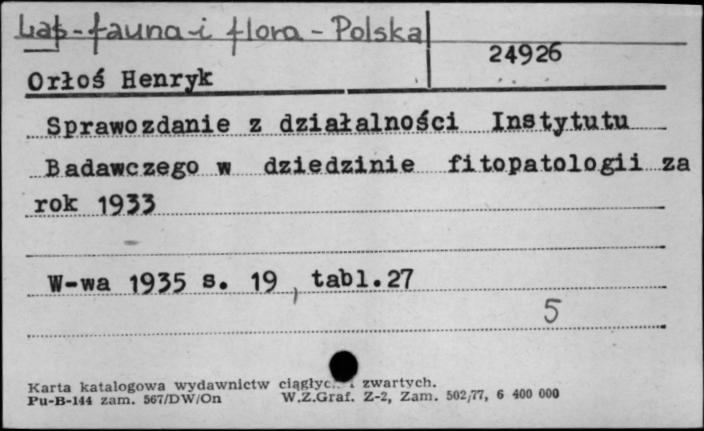 Las-fauna-i flora-Polska
24926
Orłoś Henryk
Sprawozdanie z działalności Instytutu
Badawczego w dziedzinie fitopatologii za
rok 1933
W-wa 1935 s. 19, tabl.27
5
Karta katalogowa wydawnictw ciągłyc i zwartych.
Pu-B-144 zam. 567/DW/On W.Z.Graf. Z-2, Zam. 502/77, 6 400 000